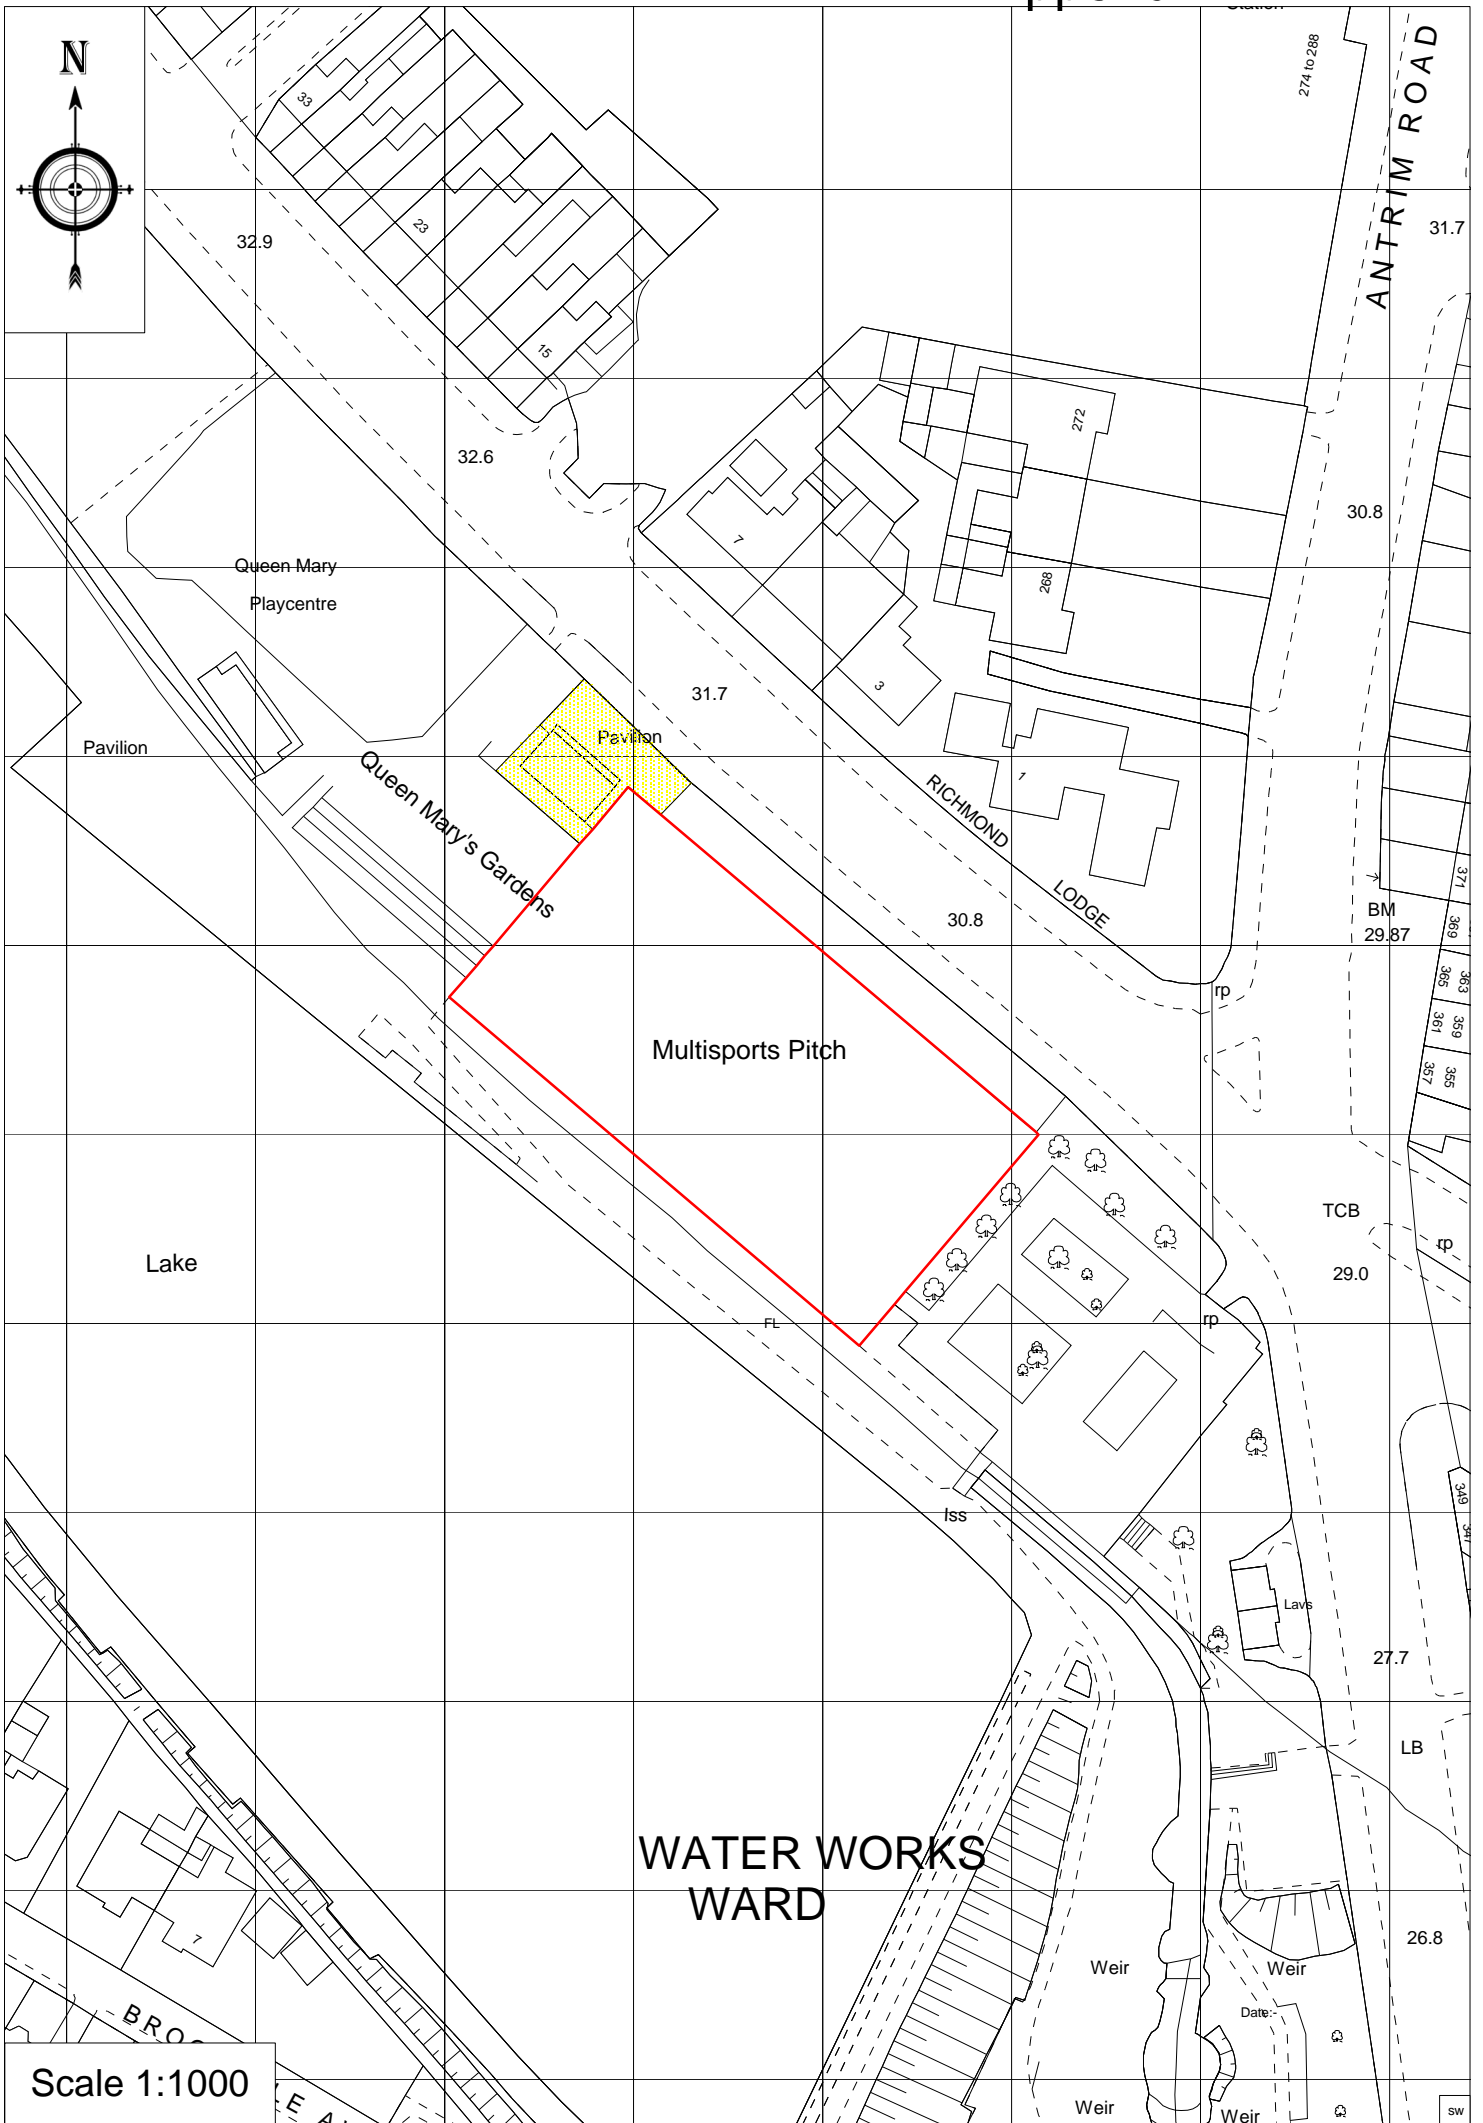 N
274 to 288
ANTRIM ROAD
33
23
15
32.9
31.7
32.6
272
30.8
7
268
Queen Mary
Playcentre
3
31.7
Pavilion
Pavilion
1
Queen Mary's Gardens
RICHMOND
LODGE
371
BM
29.87
369
30.8
363
365
rp
359
361
355
357
Multisports Pitch
TCB
rp
Lake
29.0
rp
FL
349
Iss
Lavs
27.7
LB
WATER WORKS
WARD
7
26.8
Weir
Weir
Date:-
Scale 1:1000
Weir
Weir
sw